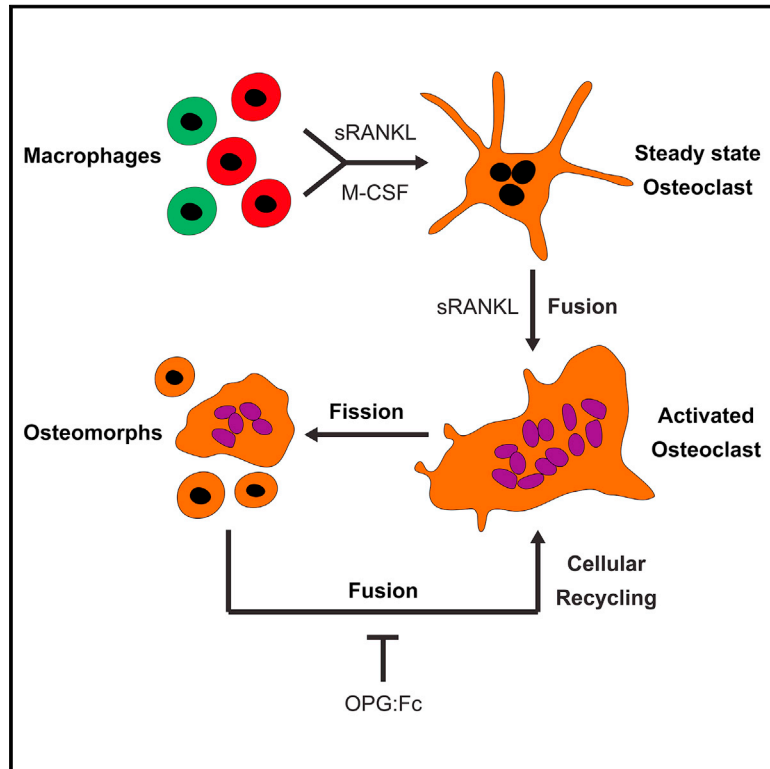 Macrophages
sRANKL
M-CSF
Steady state
Osteoclast
sRANKL
Fusion
Osteomorphs
Fission
Activated
Osteoclast
Fusion
Cellular
Recycling
OPG:Fc